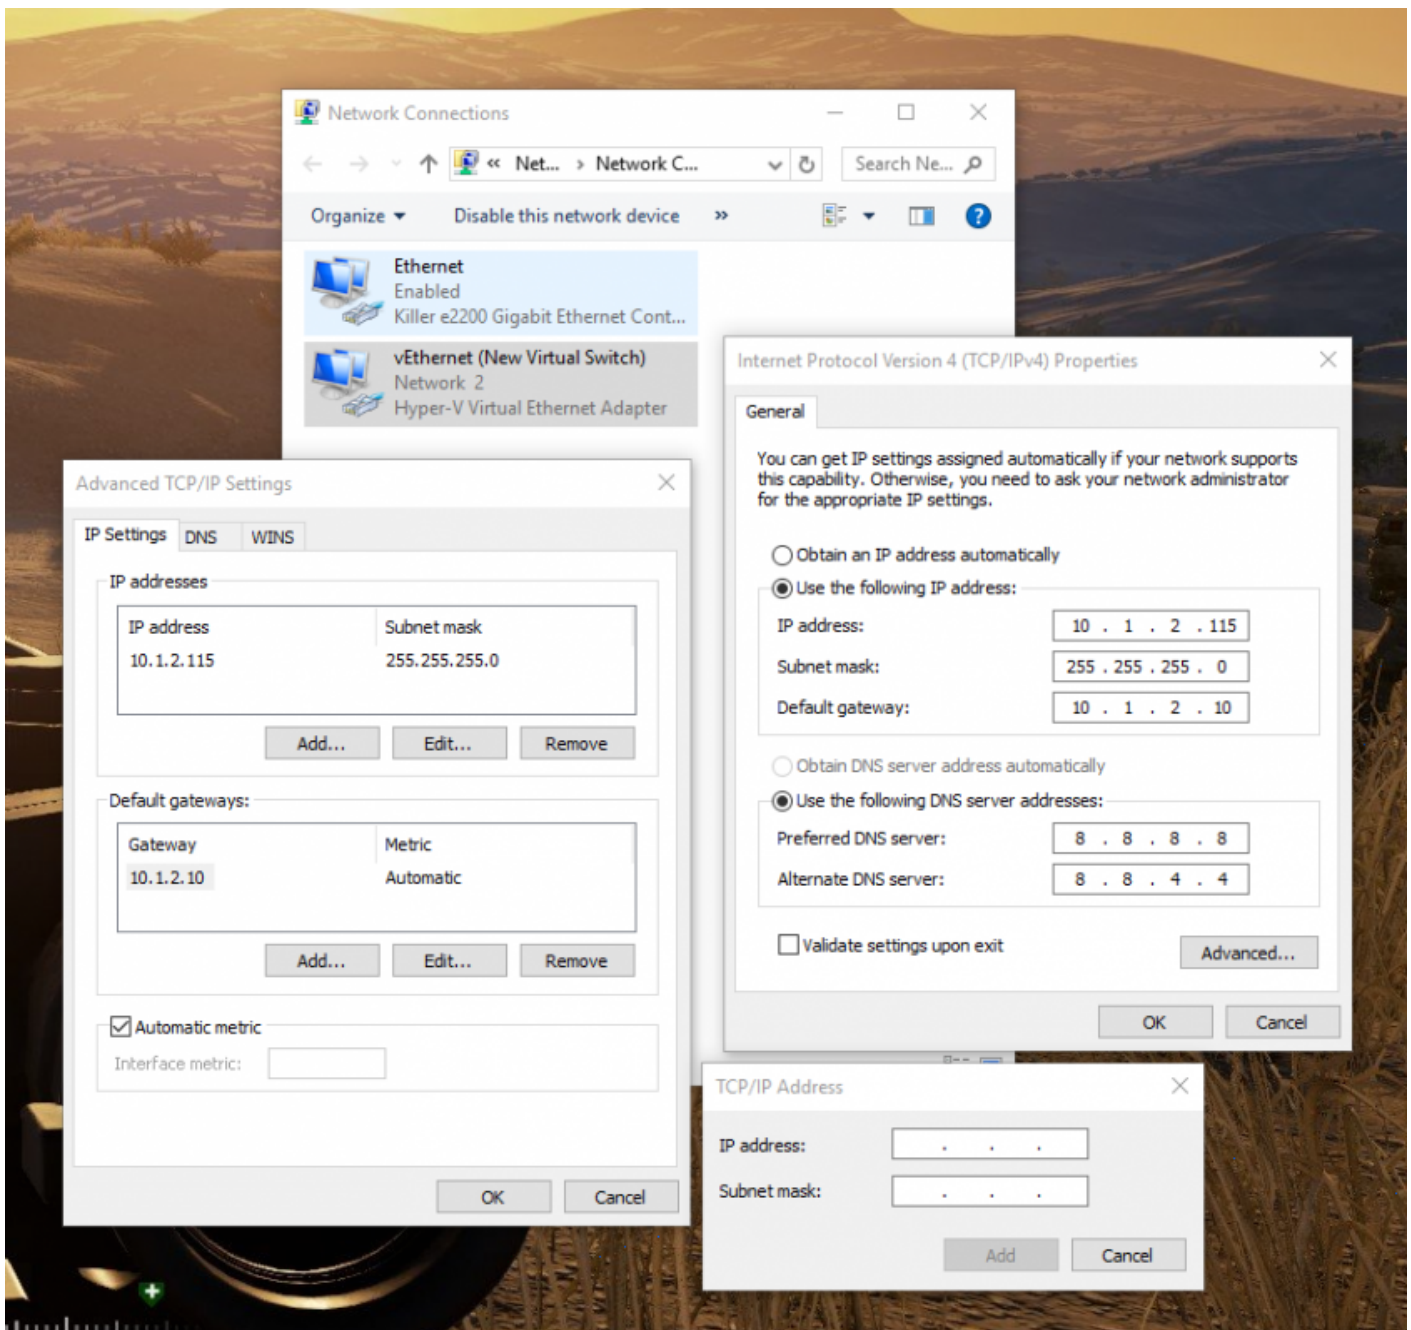 Network Connections
« Net... › Network C...
Search Ne...
Organize
Disable this network device
»
?
Ethernet
Enabled
Killer e2200 Gigabit Ethernet Cont...
vEthernet (New Virtual Switch)
Network 2
Hyper-V Virtual Ethernet Adapter
Internet Protocol Version 4 (TCP/IPv4) Properties
General
You can get IP settings assigned automatically if your network supports
this capability. Otherwise, you need to ask your network administrator
for the appropriate IP settings.
Obtain an IP address automatically
Use the following IP address:
IP address: 10 . 1 . 2 . 115
Subnet mask: 255 . 255 . 255 . 0
Default gateway: 10 . 1 . 2 . 10
Obtain DNS server address automatically
Use the following DNS server addresses:
Preferred DNS server: 8 . 8 . 8 . 8
Alternate DNS server: 8 . 8 . 4 . 4
Validate settings upon exit
Advanced...
OK Cancel
Advanced TCP/IP Settings
IP Settings DNS WINS
IP addresses
IP address Subnet mask
10.1.2.115 255.255.255.0
Add... Edit... Remove
Default gateways:
Gateway Metric
10.1.2.10 Automatic
Add... Edit... Remove
Automatic metric
Interface metric:
OK Cancel
TCP/IP Address
IP address: . . .
Subnet mask: . . .
Add Cancel